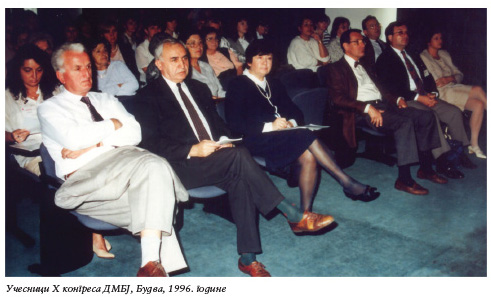 Учесници X конгреса ДМБЈ, Будва, 1996. године